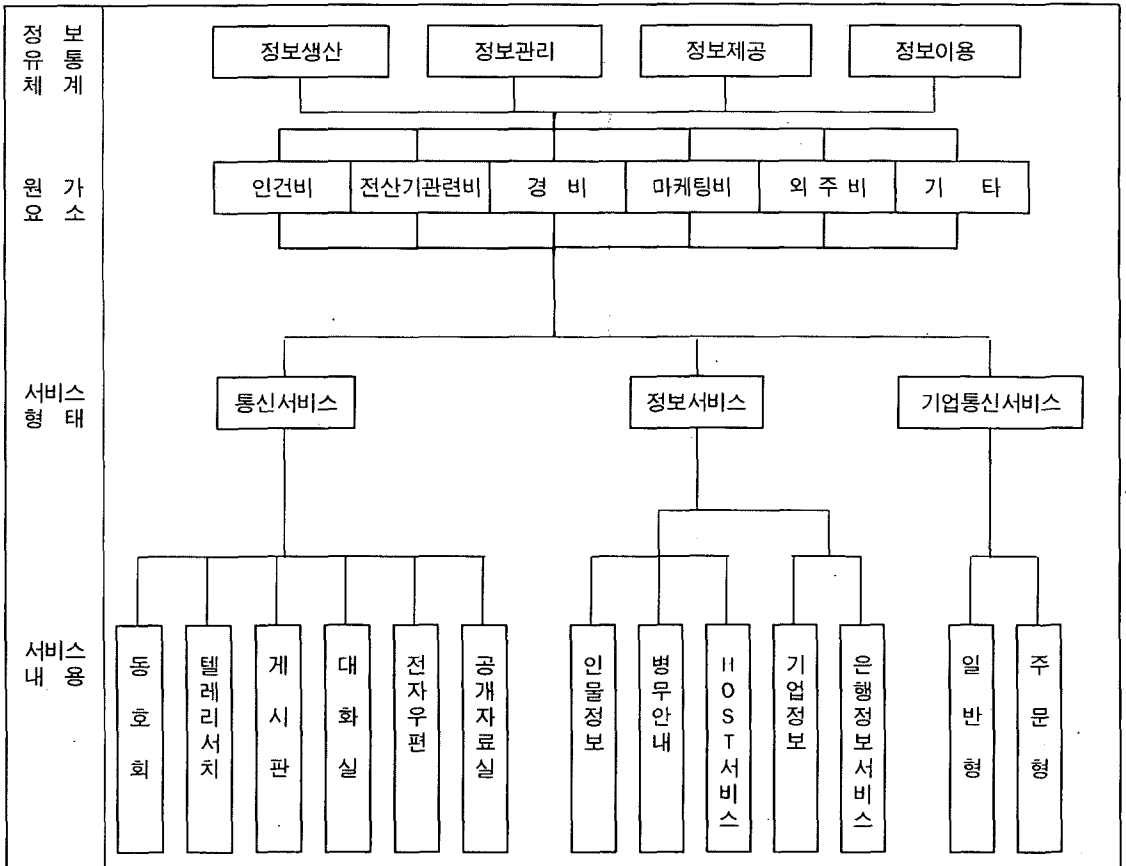 정 보
유 통
체 계
정보생산 정보관리 정보제공 정보이용
원 가
요 소
인건비 전산기관련비 경 비 마케팅비 외 주 비 기 타
서비스
형 태
통신서비스 정보서비스 기업통신서비스
서비스
내 용
동호회
텔레리서치
게시판
대화실
전자우편
공개자료실
인물정보
병무안내
HOST서비스
기업정보
은행정보서비스
일반형
주문형